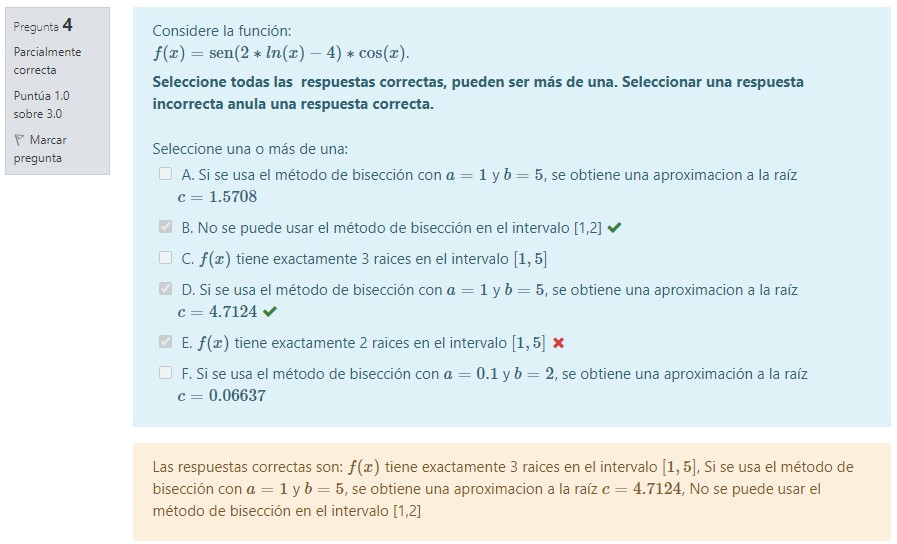 Pregunta 4
Parcialmente
correcta
Puntúa 1.0
sobre 3.0
Marcar
pregunta
Considere la función:
f(x) = sen(2 ∗ ln(x) − 4) ∗ cos(x).
Seleccione todas las respuestas correctas, pueden ser más de una. Seleccionar una respuesta
incorrecta anula una respuesta correcta.
Seleccione una o más de una:
A. Si se usa el método de bisección con a = 1 y b = 5, se obtiene una aproximacion a la raíz
c = 1.5708
B. No se puede usar el método de bisección en el intervalo [1,2]
C. f(x) tiene exactamente 3 raices en el intervalo [1, 5]
D. Si se usa el método de bisección con a = 1 y b = 5, se obtiene una aproximacion a la raíz
c = 4.7124
E. f(x) tiene exactamente 2 raices en el intervalo [1, 5]
F. Si se usa el método de bisección con a = 0.1 y b = 2, se obtiene una aproximación a la raíz
c = 0.06637
Las respuestas correctas son: f(x) tiene exactamente 3 raices en el intervalo [1, 5], Si se usa el método de
bisección con a = 1 y b = 5, se obtiene una aproximacion a la raíz c = 4.7124, No se puede usar el
método de bisección en el intervalo [1,2]